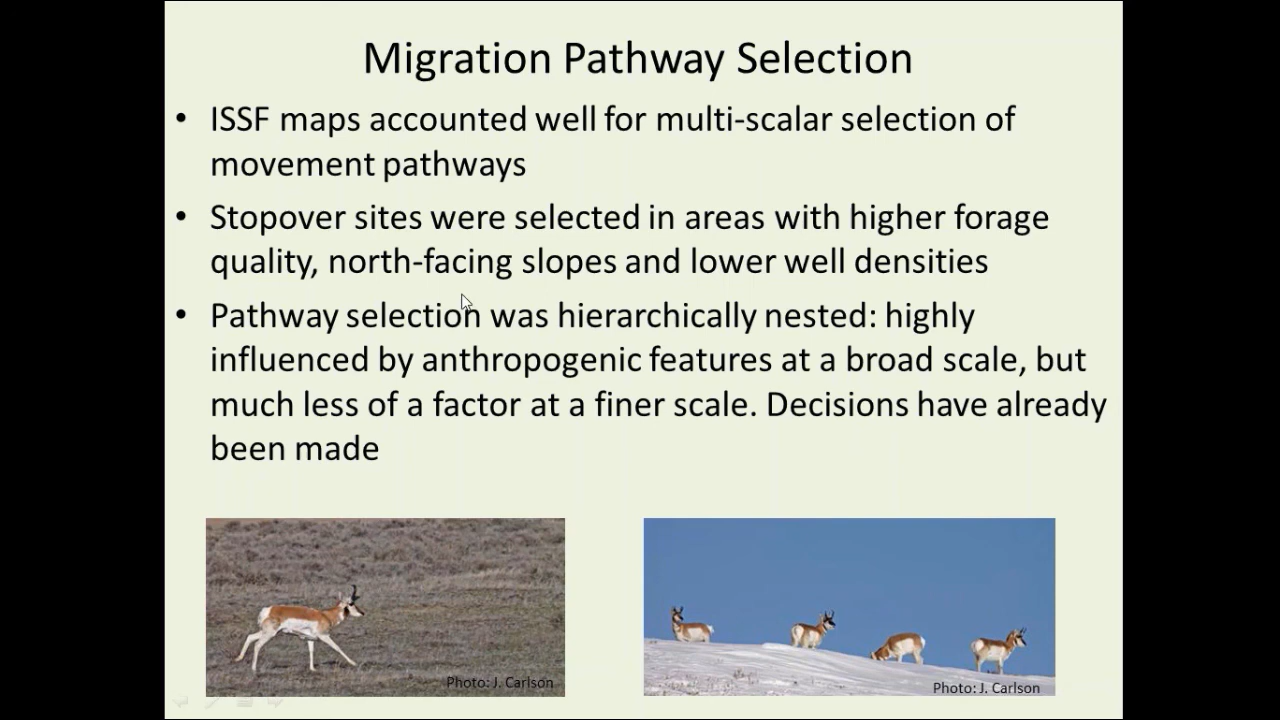 Migration Pathway Selection
• ISSF maps accounted well for multi-scalar selection of
movement pathways
• Stopover sites were selected in areas with higher forage
quality, north-facing slopes and lower well densities
• Pathway selection was hierarchically nested: highly
influenced by anthropogenic features at a broad scale, but
much less of a factor at a finer scale. Decisions have already
been made
Photo: J. Carlson
Photo: J. Carlson